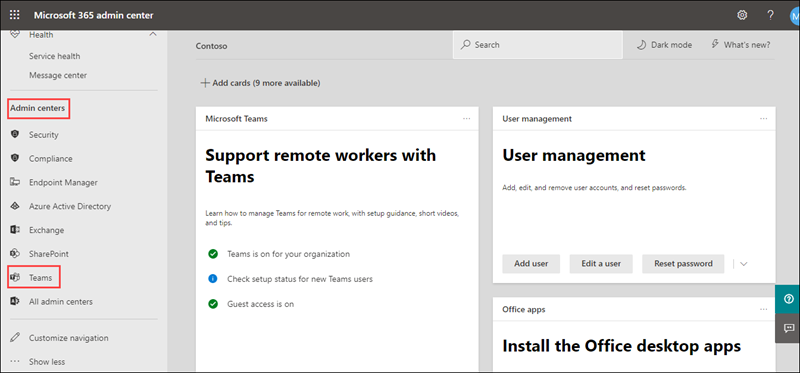 Microsoft 365 admin center
?
M
Health
Service health
Message center
Admin centers
Security
Compliance
Endpoint Manager
Azure Active Directory
Exchange
SharePoint
Teams
All admin centers
Customize navigation
Show less
Contoso
Search
Dark mode
What's new?
Add cards (9 more available)
Microsoft Teams
Support remote workers with
Teams
Learn how to manage Teams for remote work, with setup guidance, short videos,
and tips.
Teams is on for your organization
Check setup status for new Teams users
Guest access is on
User management
User management
Add, edit, and remove user accounts, and reset passwords.
Add user
Edit a user
Reset password
Office apps
Install the Office desktop apps